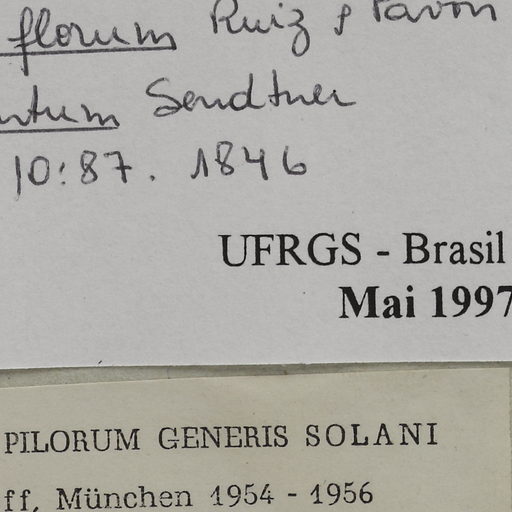 florum Ruiz & Pavon
ntum Sendtner
10:87. 1846
UFRGS - Brasil
Mai 1997
PILORUM GENERIS SOLANI
ff, München 1954 - 1956